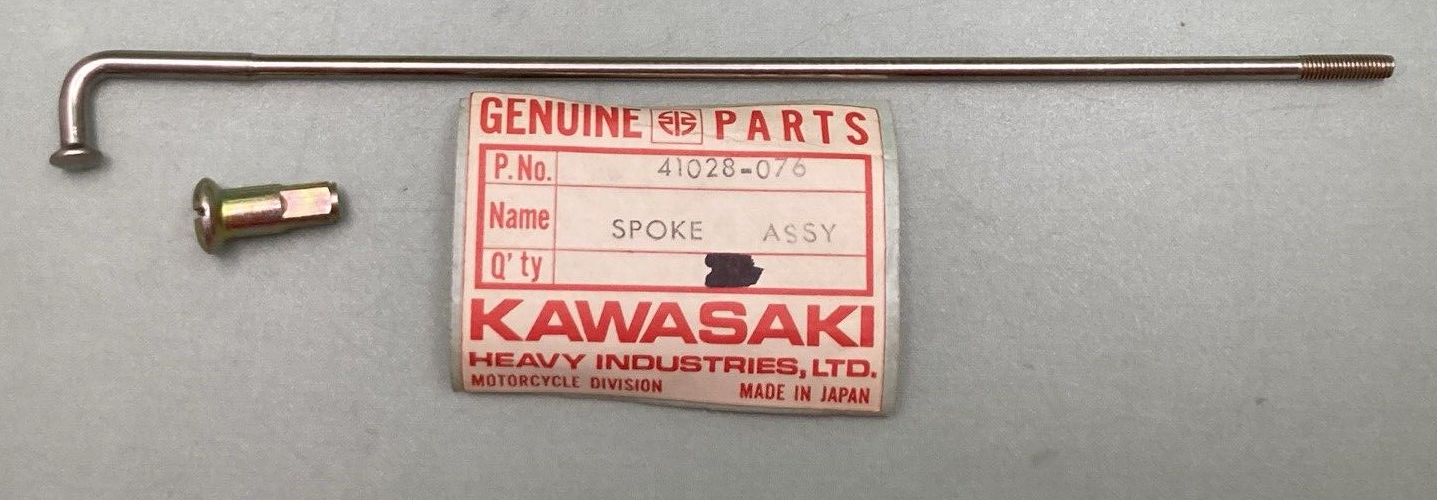 GENUINE PARTS
P.No. 41028-076
Name SPOKE ASSY
Q'ty
KAWASAKI
HEAVY INDUSTRIES, LTD.
MOTORCYCLE DIVISION MADE IN JAPAN